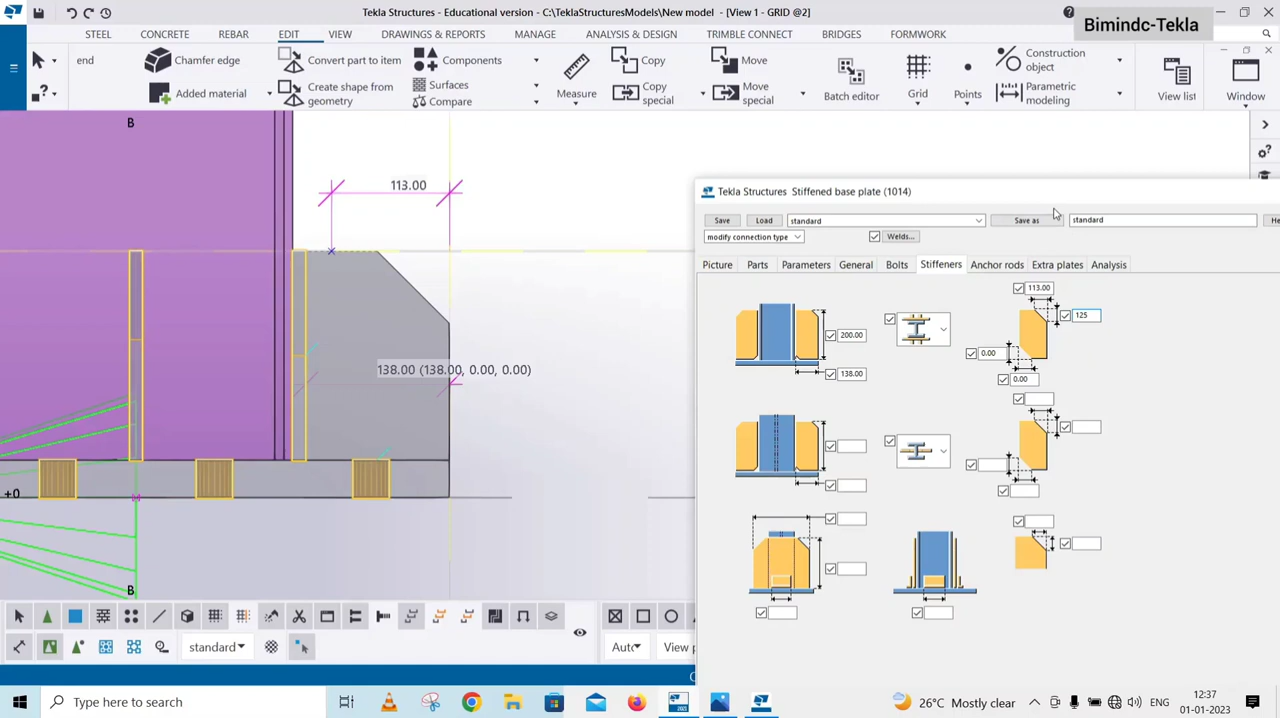 Tekla Structures - Educational version - C:\TeklaStructuresModels\New model - [View 1 - GRID @2]
Bimindc-Tekla
STEEL CONCRETE REBAR EDIT VIEW DRAWINGS & REPORTS MANAGE ANALYSIS & DESIGN TRIMBLE CONNECT BRIDGES FORMWORK
end Chamfer edge Convert part to item Components Copy Move Construction object
Added material Create shape from geometry Surfaces Compare Measure Copy special Move special Batch editor Grid Points Parametric modeling View list Window
B
113.00
138.00 (138.00, 0.00, 0.00)
+0
B
Tekla Structures Stiffened base plate (1014)
Save Load standard Save as standard He
modify connection type Welds...
Picture Parts Parameters General Bolts Stiffeners Anchor rods Extra plates Analysis
113.00
125
200.00
0.00
138.00
0.00
standard Aut View p
Type here to search
26°C Mostly clear ENG 12:37
01-01-2023